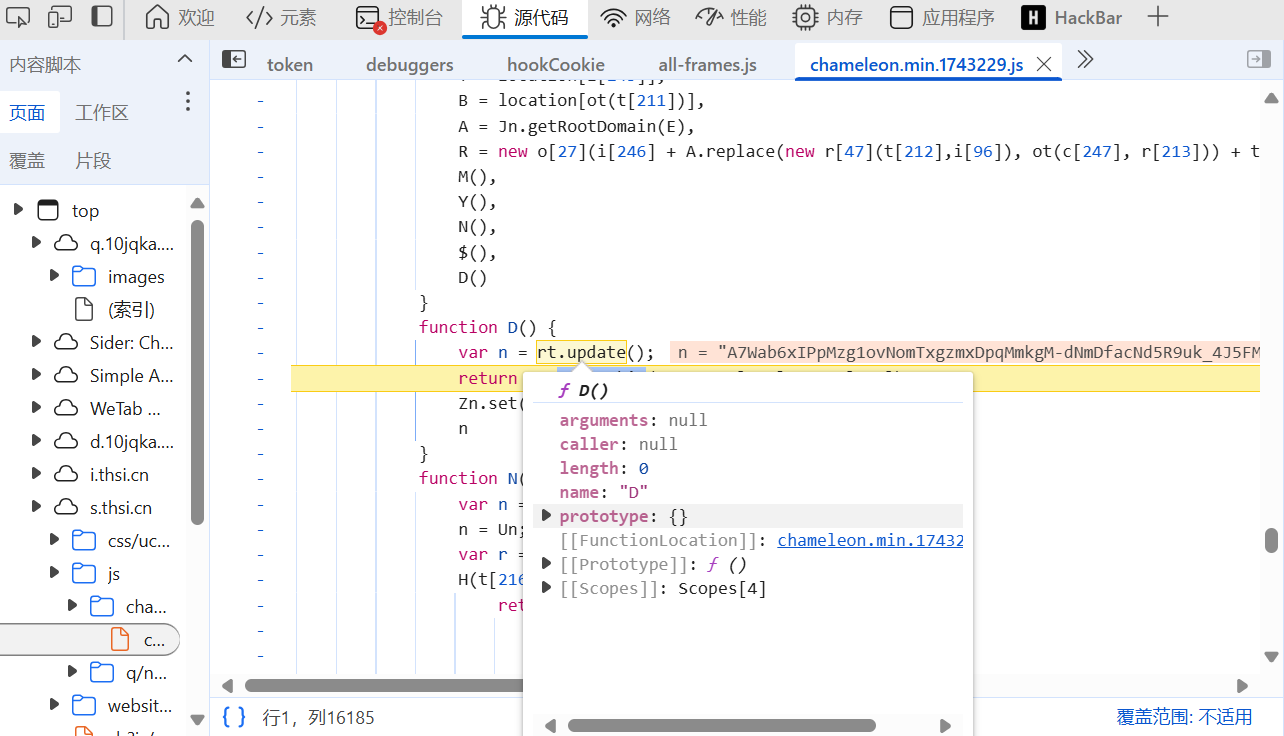 欢迎 元素 控制台 源代码 网络 性能 内存 应用程序 H HackBar
内容脚本
token debuggers hookCookie all-frames.js chameleon.min.1743229.js
页面 工作区
覆盖 片段
top
q.10jqka....
images
(索引)
Sider: Ch...
Simple A...
WeTab ...
d.10jqka....
i.thsi.cn
s.thsi.cn
css/uc...
js
cha...
c...
q/n...
websit...
B = location[ot(t[211])],
A = Jn.getRootDomain(E),
R = new o[27](i[246] + A.replace(new r[47](t[212],i[96]), ot(c[247], r[213])) + t
M(),
Y(),
N(),
$(),
D()
}
function D() {
var n = rt.update(); n = "A7Wab6xIPpMzg1ovNomTxgzmxDpqMmkgM-dNmDfacNd5R9uk_4J5FM
return
Zn.set(
n
}
function N(
var n =
n = Un;
var r =
H(t[216
ret
ƒ D()
arguments: null
caller: null
length: 0
name: "D"
prototype: {}
[[FunctionLocation]]: chameleon.min.17432
[[Prototype]]: ƒ ()
[[Scopes]]: Scopes[4]
{ } 行1，列16185
覆盖范围: 不适用